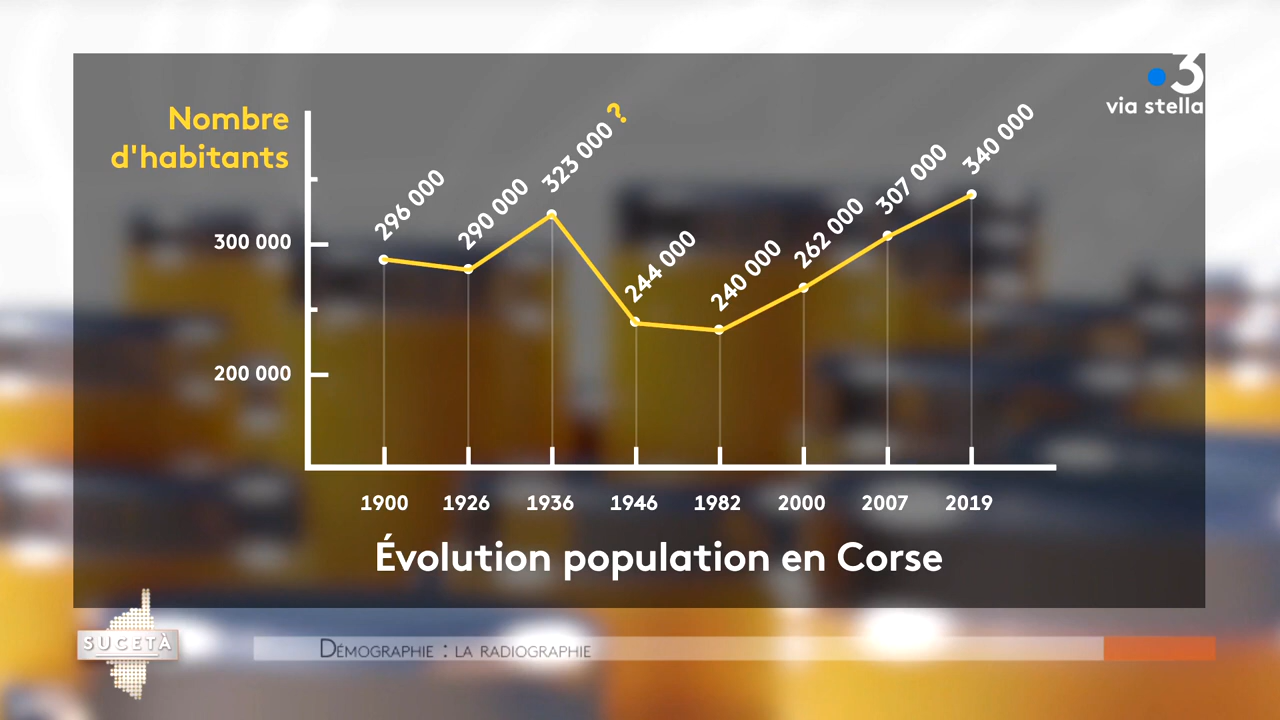 3
via stella
Nombre
d'habitants
300 000
200 000
296 000
290 000
323 000 ?
244 000
240 000
262 000
307 000
340 000
1900 1926 1936 1946 1982 2000 2007 2019
Évolution population en Corse
SUCETÀ
DÉMOGRAPHIE : LA RADIOGRAPHIE